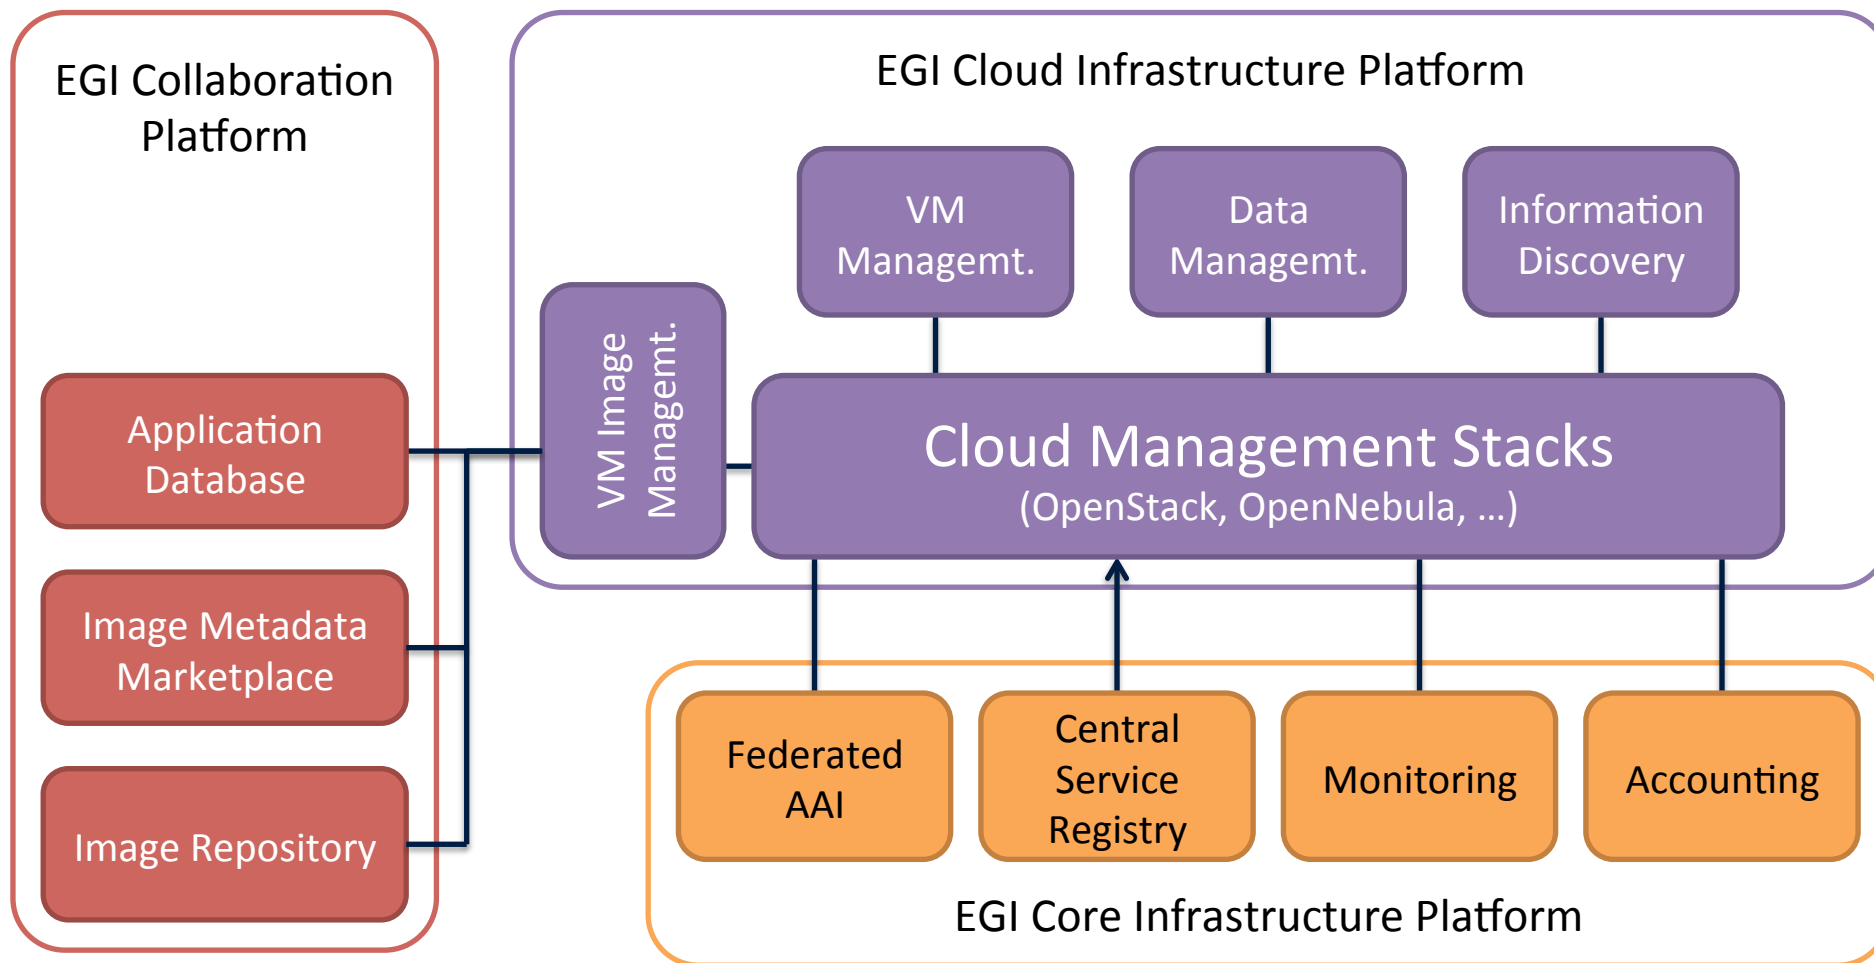 EGI Collaboration
Platform
Application
Database
Image Metadata
Marketplace
Image Repository
EGI Cloud Infrastructure Platform
VM
Managemt.
Data
Managemt.
Information
Discovery
VM Image
Managemt.
Cloud Management Stacks
(OpenStack, OpenNebula, ...)
Federated
AAI
Central
Service
Registry
Monitoring
Accounting
EGI Core Infrastructure Platform